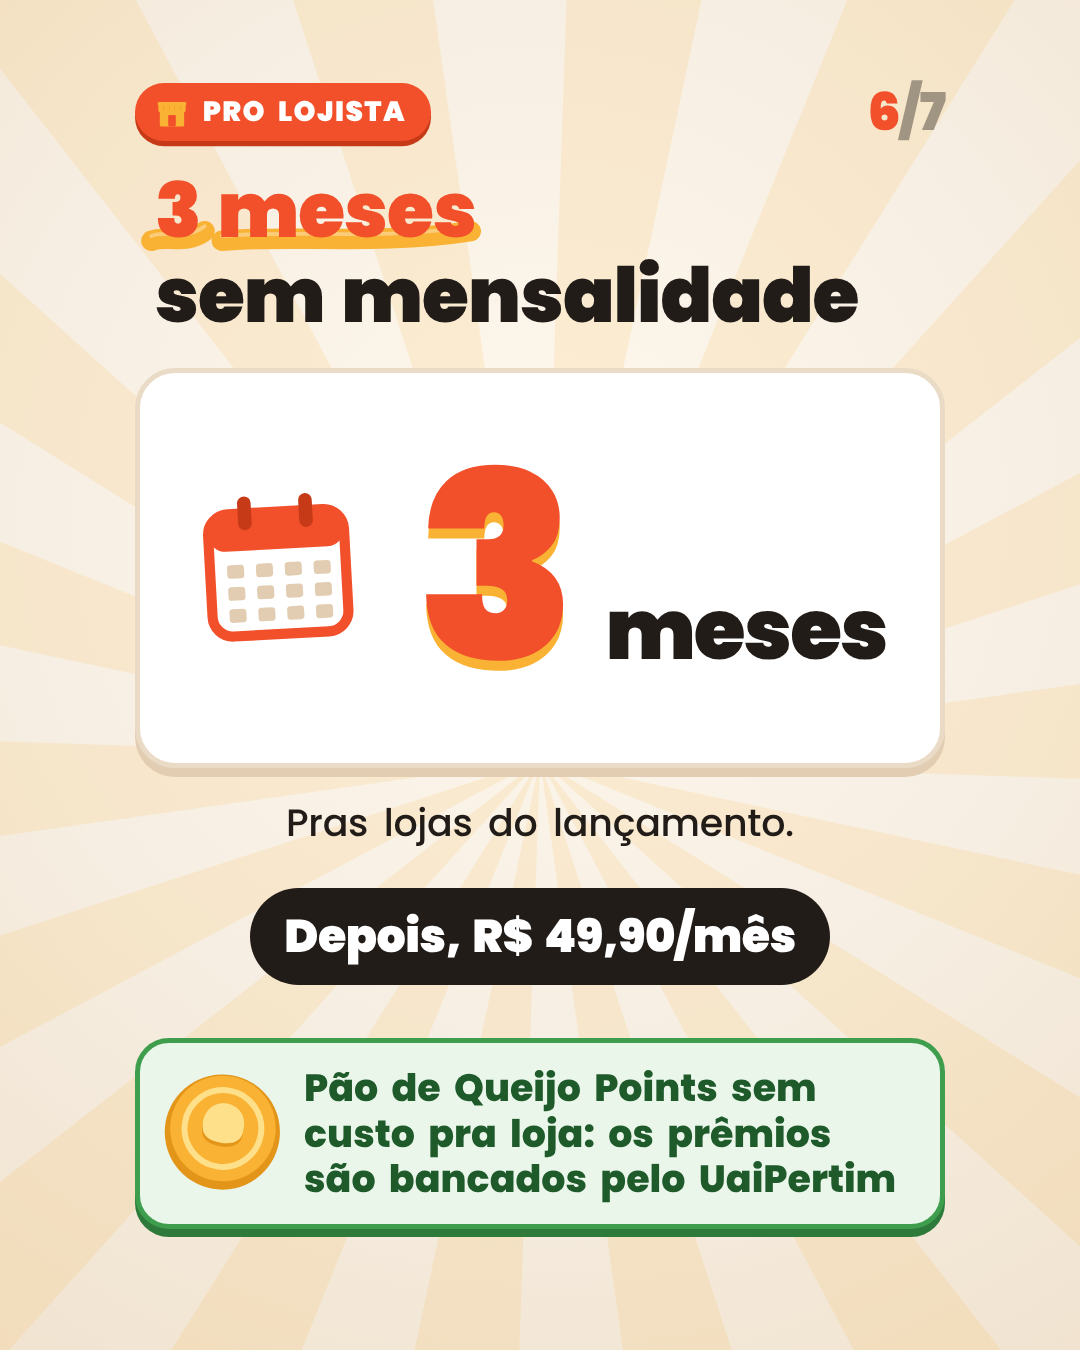 PRO LOJISTA
6/7
3 meses
sem mensalidade
3 meses
Pras lojas do lançamento.
Depois, R$ 49,90/mês
Pão de Queijo Points sem
custo pra loja: os prêmios
são bancados pelo UaiPertim